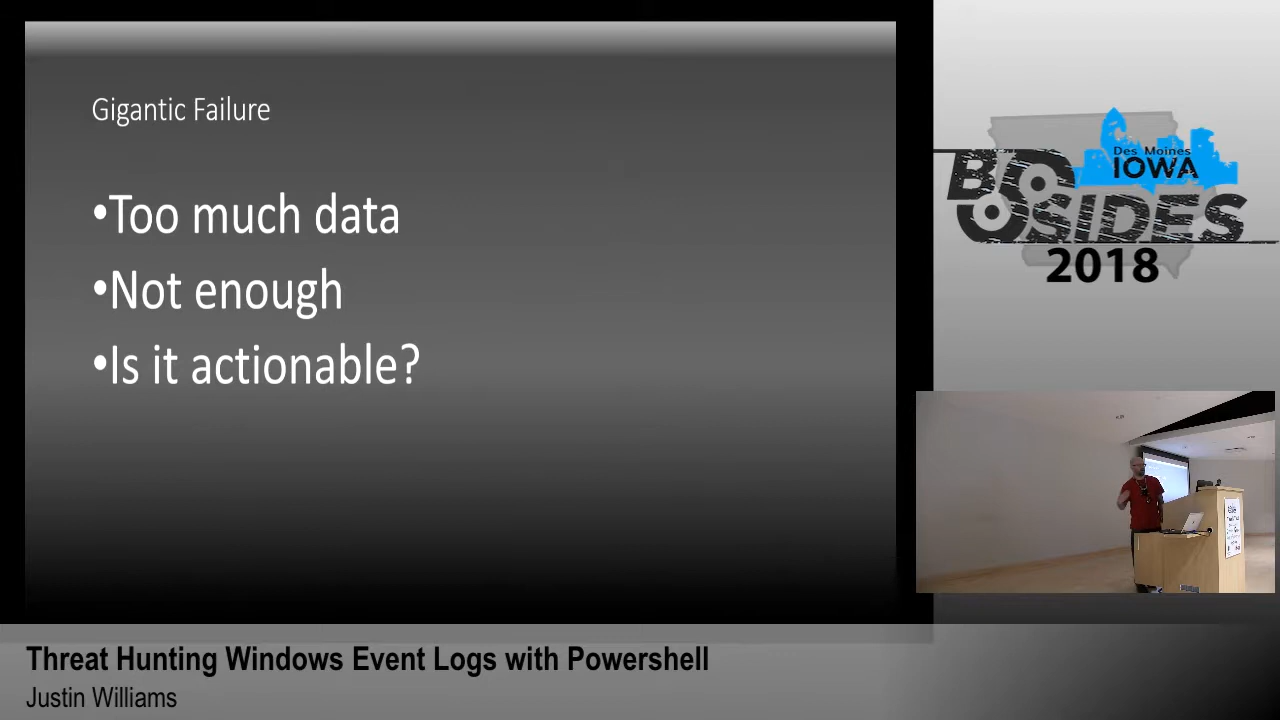 Gigantic Failure
•Too much data
•Not enough
•Is it actionable?
Des Moines
IOWA
BSIDES
2018
Threat Hunting Windows Event Logs with Powershell
Justin Williams